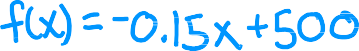 f(x) = -0.15x + 500